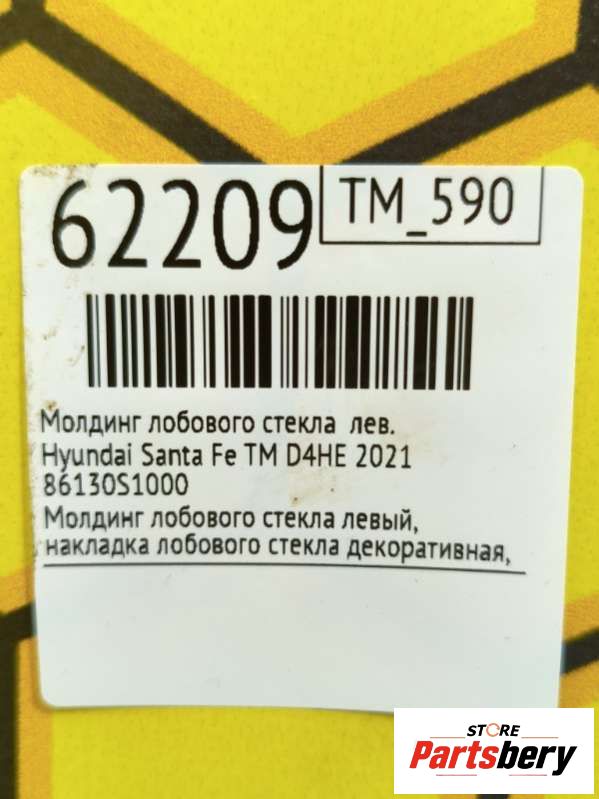 62209
TM_590
Молдинг лобового стекла лев.
Hyundai Santa Fe TM D4HE 2021
86130S1000
Молдинг лобового стекла левый,
накладка лобового стекла декоративная,
STORE
Partsbery